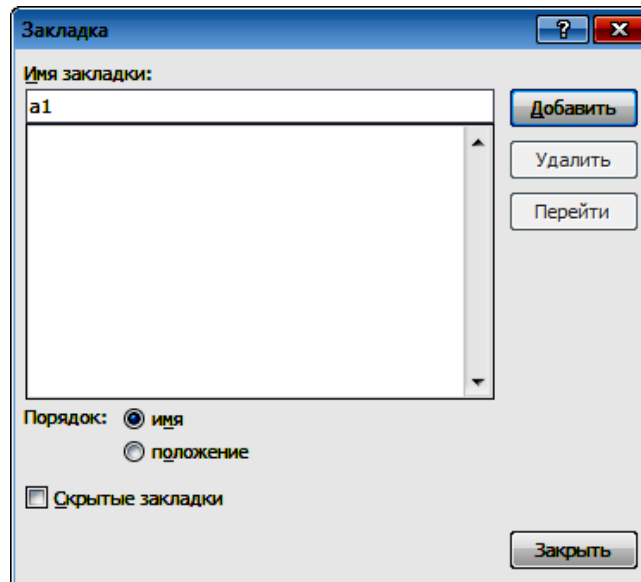 Закладка
Имя закладки:
a1
Добавить
Удалить
Перейти
Порядок:
имя
положение
Скрытые закладки
Закрыть